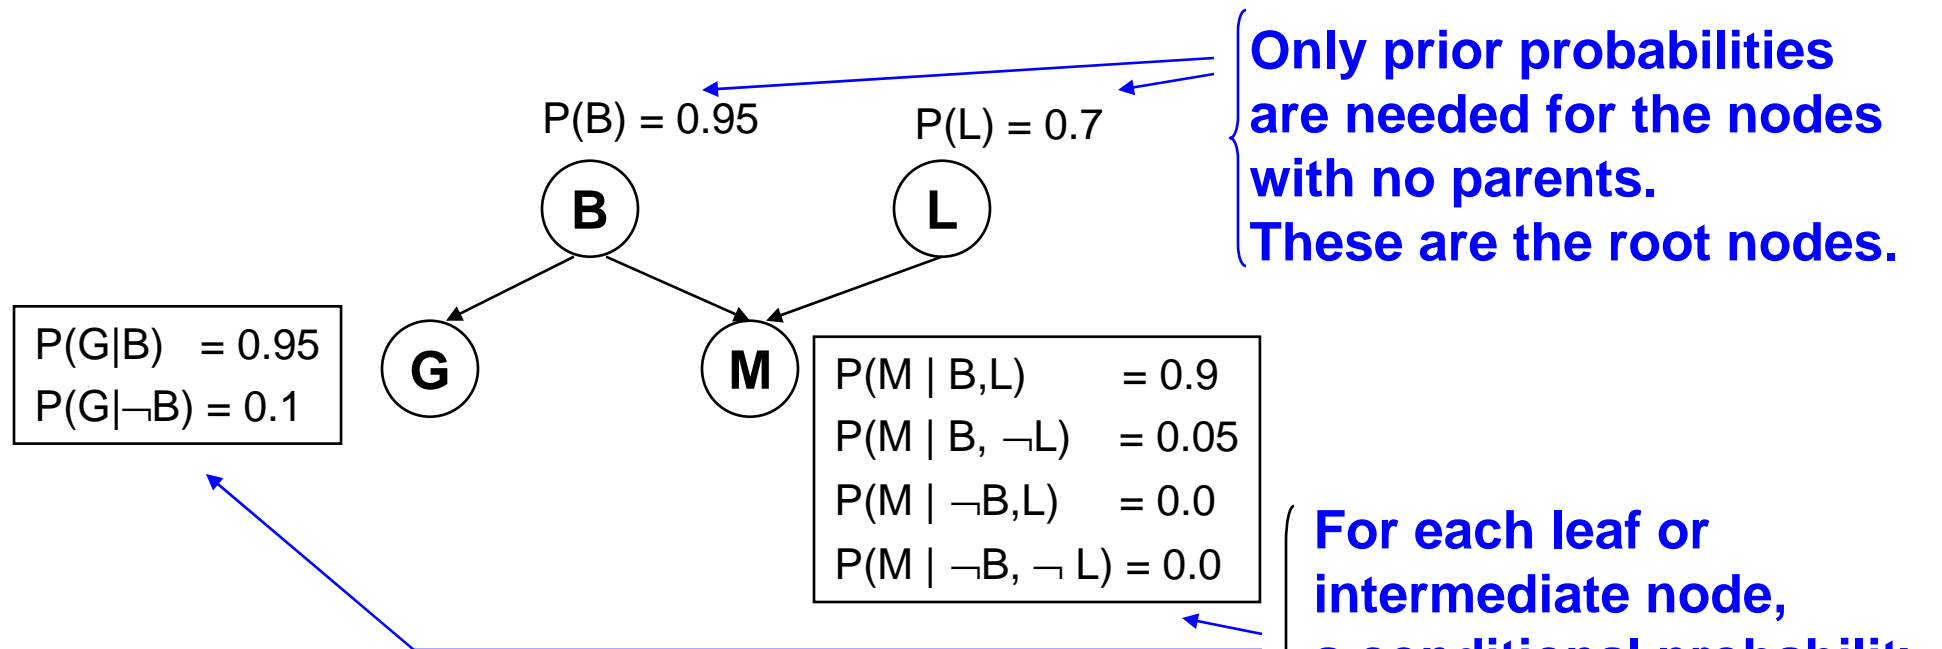 Only prior probabilities
are needed for the nodes
with no parents.
These are the root nodes.
P(B) = 0.95
P(L) = 0.7
B
L
G
M
P(G|B) = 0.95
P(G|¬B) = 0.1
P(M | B,L) = 0.9
P(M | B, ¬L) = 0.05
P(M | ¬B,L) = 0.0
P(M | ¬B, ¬ L) = 0.0
For each leaf or
intermediate node,
a conditional